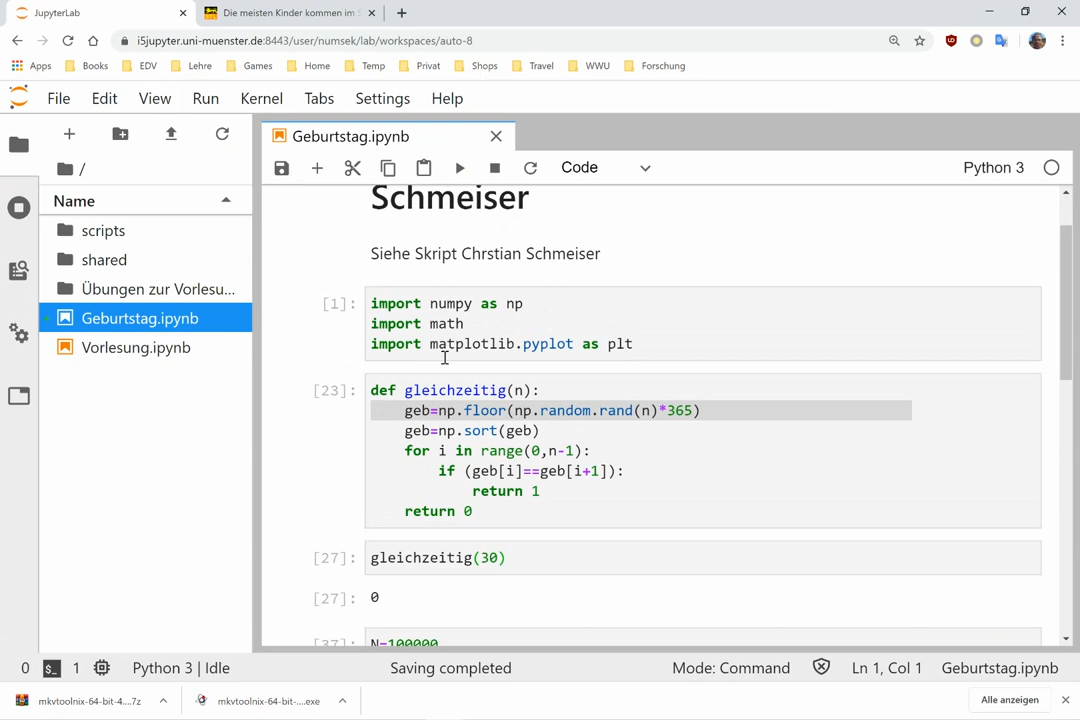 JupyterLab
Die meisten Kinder kommen im S
i5jupyter.uni-muenster.de:8443/user/numsek/lab/workspaces/auto-8
Apps Books EDV Lehre Games Home Temp Privat Shops Travel WWU Forschung
File Edit View Run Kernel Tabs Settings Help
Geburtstag.ipynb
Code
Python 3
/
Name
scripts
shared
Übungen zur Vorlesu...
Geburtstag.ipynb
Vorlesung.ipynb
Schmeiser
Siehe Skript Chrstian Schmeiser
[1]:
import numpy as np
import math
import matplotlib.pyplot as plt
[23]:
def gleichzeitig(n):
geb=np.floor(np.random.rand(n)*365)
geb=np.sort(geb)
for i in range(0,n-1):
if (geb[i]==geb[i+1]):
return 1
return 0
[27]:
gleichzeitig(30)
[27]:
0
[37]:
N=100000
0 $_ 1 Python 3 | Idle Saving completed Mode: Command Ln 1, Col 1 Geburtstag.ipynb
mkvtoolnix-64-bit-4....7z mkvtoolnix-64-bit-....exe Alle anzeigen